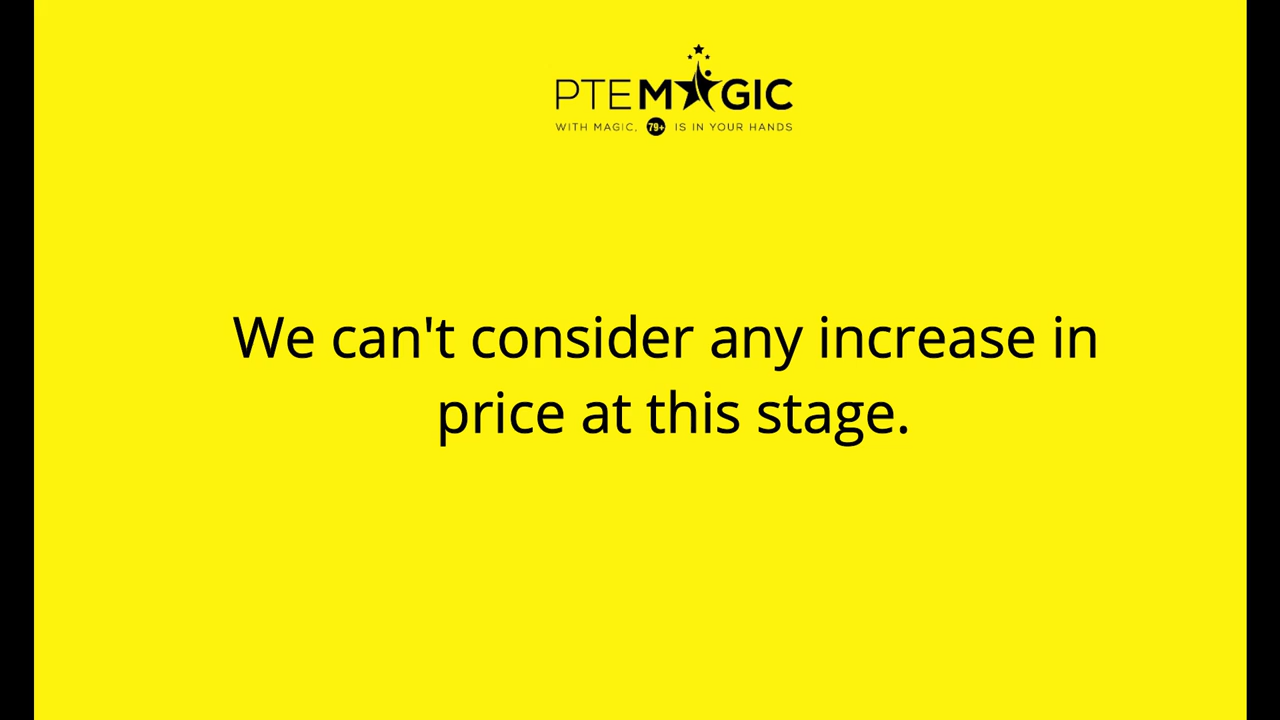 PTEMAGIC
WITH MAGIC, 79+ IS IN YOUR HANDS
We can't consider any increase in
price at this stage.